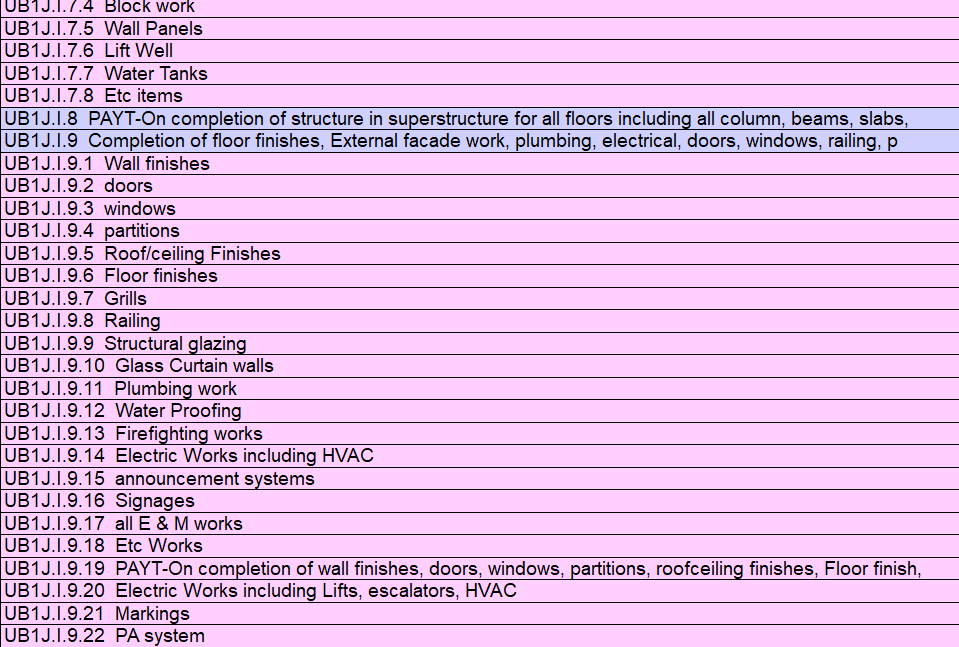 UB1J.I.7.4 Block work
UB1J.I.7.5 Wall Panels
UB1J.I.7.6 Lift Well
UB1J.I.7.7 Water Tanks
UB1J.I.7.8 Etc items
UB1J.I.8 PAYT-On completion of structure in superstructure for all floors including all column, beams, slabs,
UB1J.I.9 Completion of floor finishes, External facade work, plumbing, electrical, doors, windows, railing, p
UB1J.I.9.1 Wall finishes
UB1J.I.9.2 doors
UB1J.I.9.3 windows
UB1J.I.9.4 partitions
UB1J.I.9.5 Roof/ceiling Finishes
UB1J.I.9.6 Floor finishes
UB1J.I.9.7 Grills
UB1J.I.9.8 Railing
UB1J.I.9.9 Structural glazing
UB1J.I.9.10 Glass Curtain walls
UB1J.I.9.11 Plumbing work
UB1J.I.9.12 Water Proofing
UB1J.I.9.13 Firefighting works
UB1J.I.9.14 Electric Works including HVAC
UB1J.I.9.15 announcement systems
UB1J.I.9.16 Signages
UB1J.I.9.17 all E & M works
UB1J.I.9.18 Etc Works
UB1J.I.9.19 PAYT-On completion of wall finishes, doors, windows, partitions, roofceiling finishes, Floor finish,
UB1J.I.9.20 Electric Works including Lifts, escalators, HVAC
UB1J.I.9.21 Markings
UB1J.I.9.22 PA system